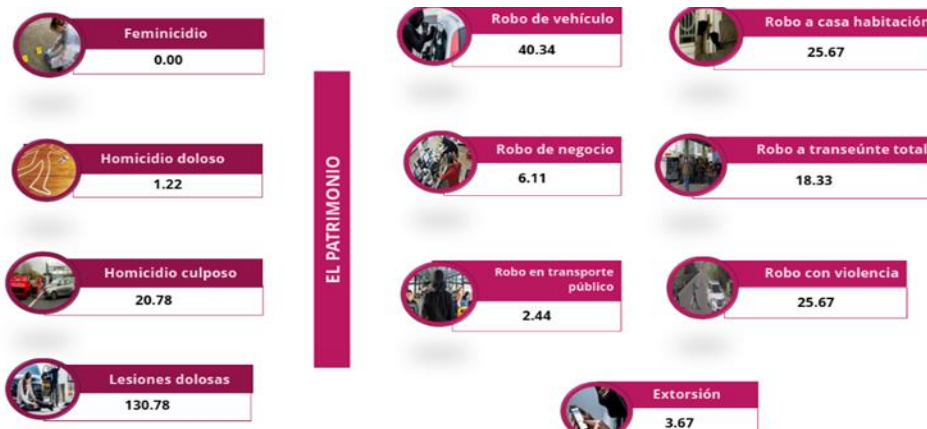 Feminicidio
0.00
Homicidio doloso
1.22
Homicidio culposo
20.78
Lesiones dolosas
130.78
EL PATRIMONIO
Robo de vehículo
40.34
Robo a casa habitación
25.67
Robo de negocio
6.11
Robo a transeúnte total
18.33
Robo en transporte
público
2.44
Robo con violencia
25.67
Extorsión
3.67